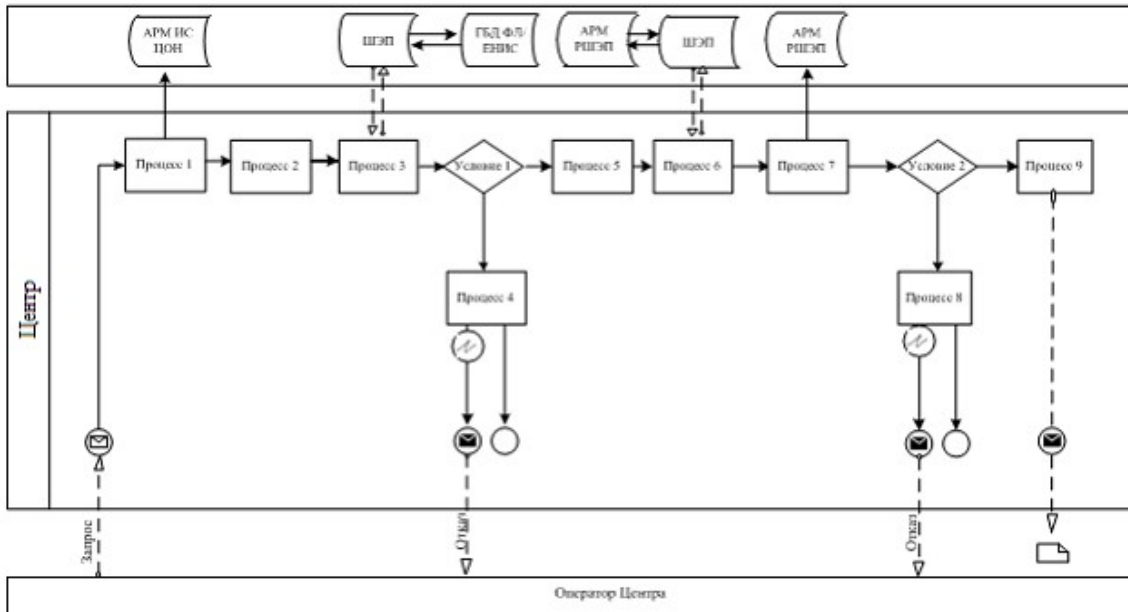 АРМ ИС
ЦОН
ШЭП
ГБД ФЛ/
ЕНИС
АРМ
РШЭП
ШЭП
АРМ
РШЭП
Центр
Процесс 1
Процесс 2
Процесс 3
Условие 1
Процесс 5
Процесс 6
Процесс 7
Условие 2
Процесс 9
Процесс 4
Процесс 8
Запрос
Отказ
Отказ
Оператор Центра